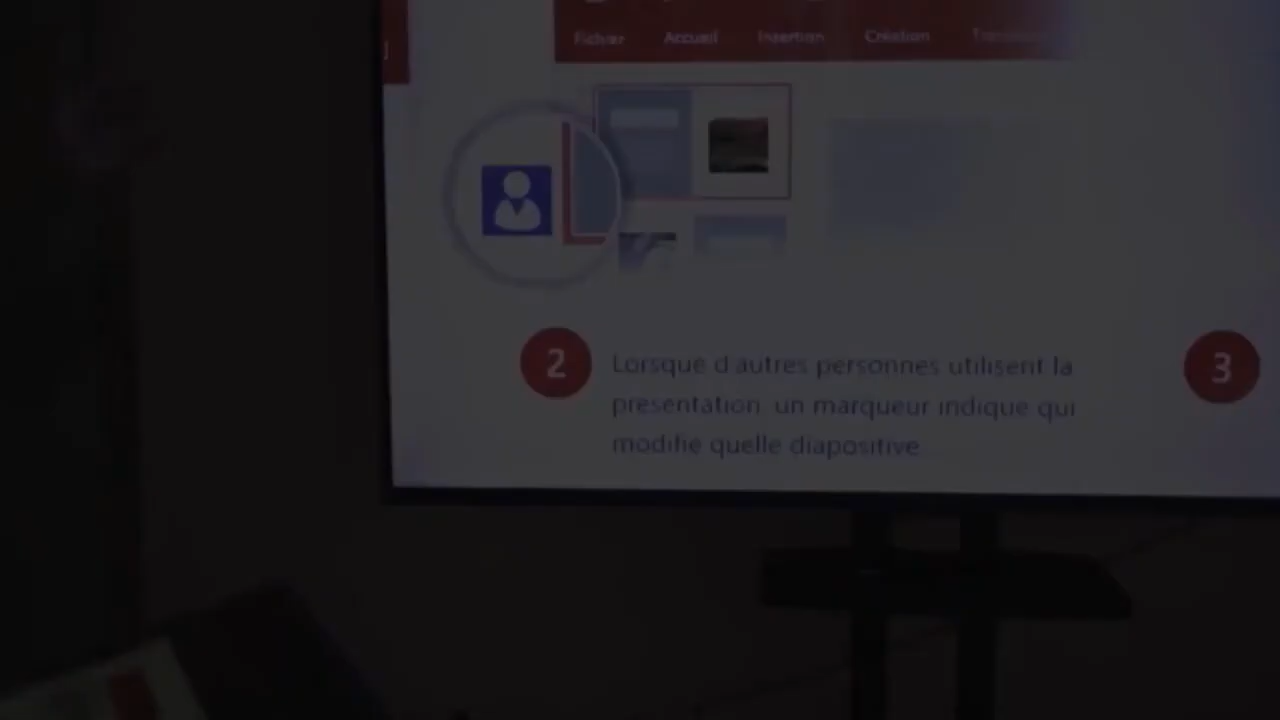 Fichier Accueil Insertion Création
2 Lorsque d'autres personnes utilisent la
présentation, un marqueur indique qui
modifie quelle diapositive.
3